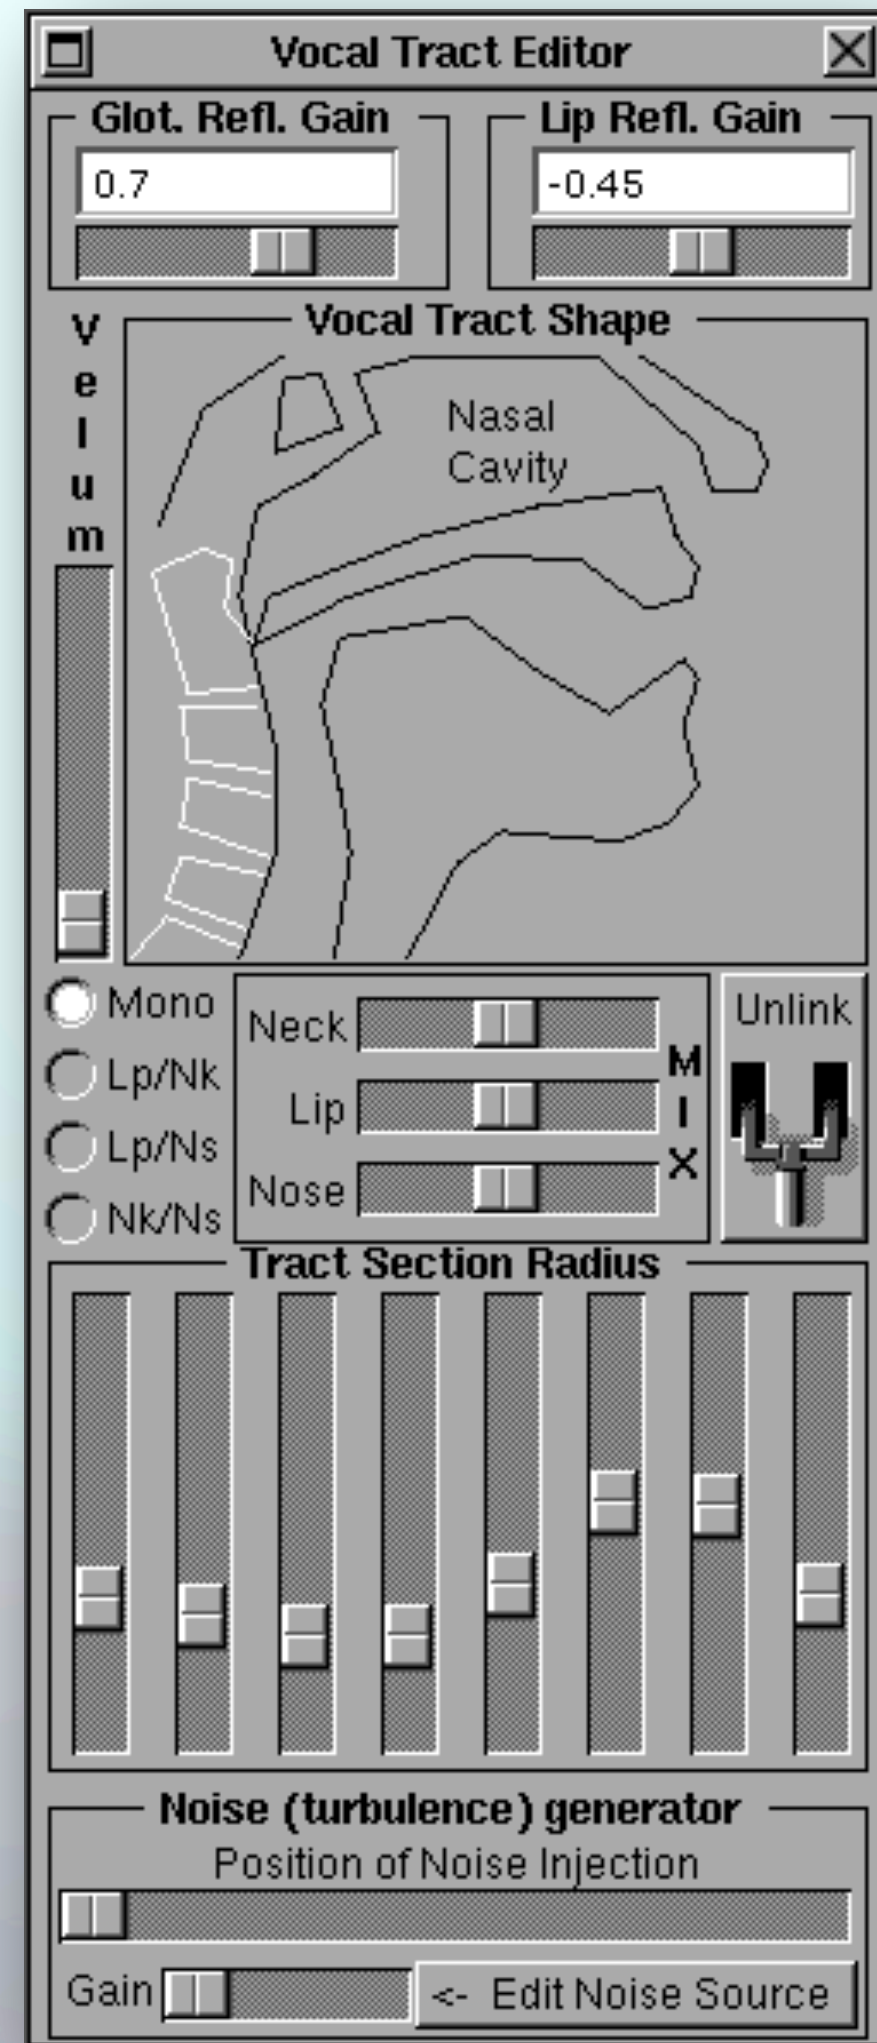 Vocal Tract Editor
Glot. Refl. Gain
Lip Refl. Gain
0.7
-0.45
Velum
Vocal Tract Shape
Nasal
Cavity
Mono
Lp/Nk
Lp/Ns
Nk/Ns
Neck
Lip
Nose
MIX
Unlink
Tract Section Radius
Noise (turbulence) generator
Position of Noise Injection
Gain
<- Edit Noise Source